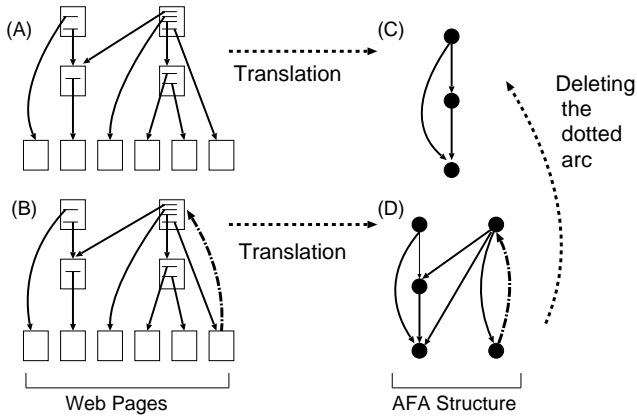 (A)
(C)
Translation
Deleting
the
dotted
arc
(B)
(D)
Translation
Web Pages
AFA Structure